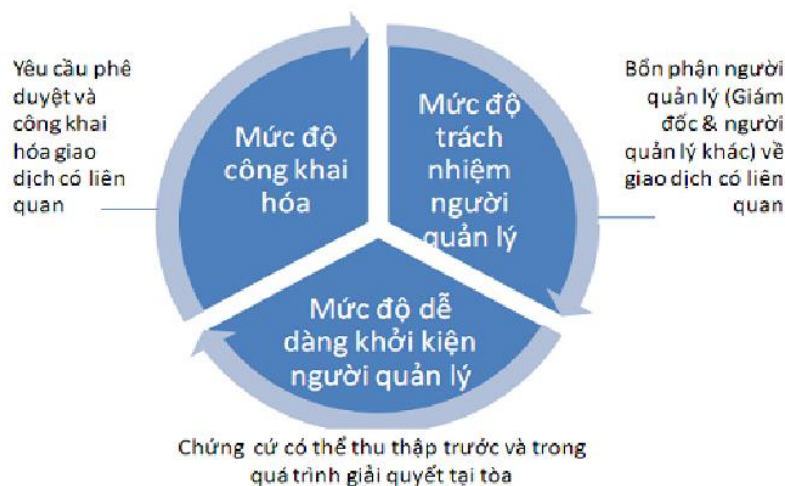 Yêu cầu phê
duyệt và
công khai
hóa giao
dịch có liên
quan
Mức độ
công khai
hóa
Mức độ
trách
nhiệm
người
quản lý
Bổn phận người
quản lý (Giám
đốc & người
quản lý khác) về
giao dịch có liên
quan
Mức độ dễ
dàng khởi kiện
người quản lý
Chứng cứ có thể thu thập trước và trong
quá trình giải quyết tại tòa